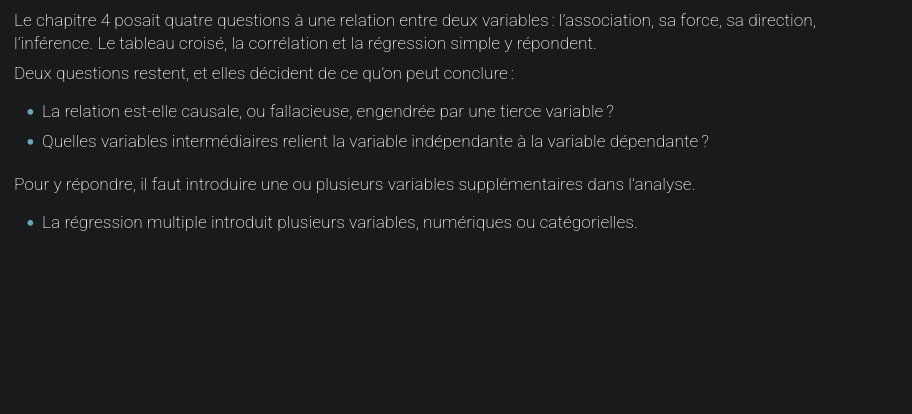 Le chapitre 4 posait quatre questions à une relation entre deux variables : l’association, sa force, sa direction,
l’inférence. Le tableau croisé, la corrélation et la régression simple y répondent.
Deux questions restent, et elles décident de ce qu’on peut conclure :
• La relation est-elle causale, ou fallacieuse, engendrée par une tierce variable ?
• Quelles variables intermédiaires relient la variable indépendante à la variable dépendante ?
Pour y répondre, il faut introduire une ou plusieurs variables supplémentaires dans l’analyse.
• La régression multiple introduit plusieurs variables, numériques ou catégorielles.